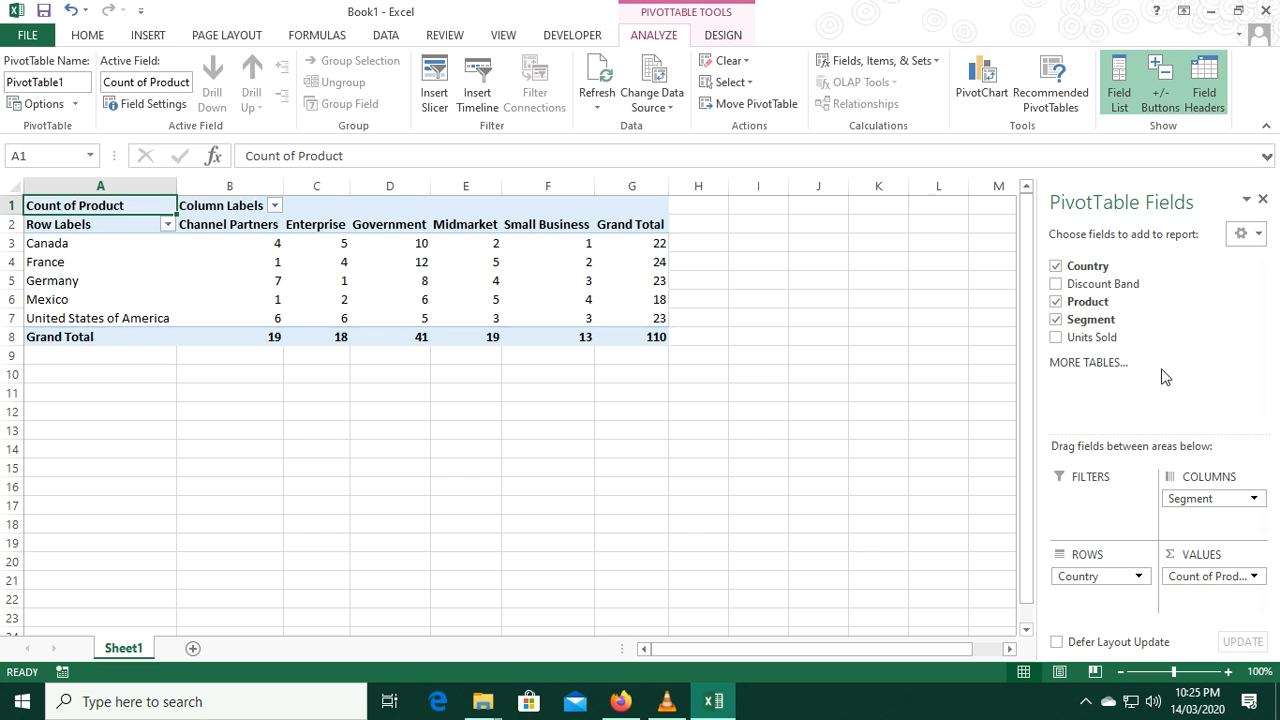 Book1 - Excel
PIVOTTABLE TOOLS
?
FILE
HOME
INSERT
PAGE LAYOUT
FORMULAS
DATA
REVIEW
VIEW
DEVELOPER
ANALYZE
DESIGN
PivotTable Name:
PivotTable1
Options
PivotTable
Active Field:
Count of Product
Field Settings
Drill Down
Drill Up
Active Field
Group Selection
Ungroup
Group Field
Group
Insert Slicer
Insert Timeline
Filter Connections
Filter
Refresh
Change Data Source
Data
Clear
Select
Move PivotTable
Actions
Fields, Items, & Sets
OLAP Tools
Relationships
Calculations
PivotChart
Recommended PivotTables
Tools
Field List
+/- Buttons
Field Headers
Show
A1
fx
Count of Product
A B C D E F G H I J K L M
1 Count of Product Column Labels
2 Row Labels Channel Partners Enterprise Government Midmarket Small Business Grand Total
3 Canada 4 5 10 2 1 22
4 France 1 4 12 5 2 24
5 Germany 7 1 8 4 3 23
6 Mexico 1 2 6 5 4 18
7 United States of America 6 6 5 3 3 23
8 Grand Total 19 18 41 19 13 110
9
10
11
12
13
14
15
16
17
18
19
20
21
22
23
PivotTable Fields
Choose fields to add to report:
Country
Discount Band
Product
Segment
Units Sold
MORE TABLES...
Drag fields between areas below:
FILTERS
COLUMNS
Segment
ROWS
Country
VALUES
Count of Prod...
Defer Layout Update
UPDATE
Sheet1
READY
100%
Type here to search
10:25 PM
14/03/2020